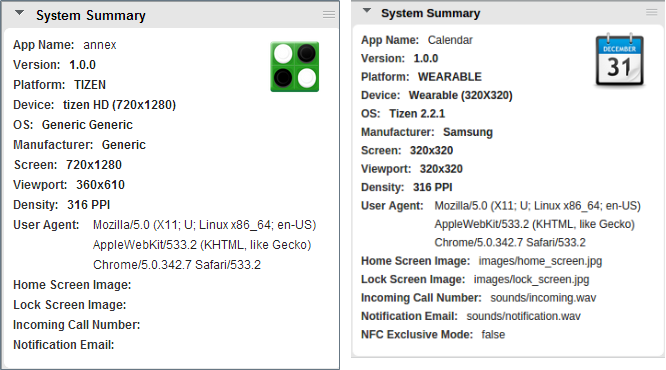 System Summary
App Name: annex
Version: 1.0.0
Platform: TIZEN
Device: tizen HD (720x1280)
OS: Generic Generic
Manufacturer: Generic
Screen: 720x1280
Viewport: 360x610
Density: 316 PPI
User Agent: Mozilla/5.0 (X11; U; Linux x86_64; en-US)
AppleWebKit/533.2 (KHTML, like Gecko)
Chrome/5.0.342.7 Safari/533.2
Home Screen Image:
Lock Screen Image:
Incoming Call Number:
Notification Email:
System Summary
App Name: Calendar
Version: 1.0.0
Platform: WEARABLE
Device: Wearable (320X320)
OS: Tizen 2.2.1
Manufacturer: Samsung
Screen: 320x320
Viewport: 320x320
Density: 316 PPI
User Agent: Mozilla/5.0 (X11; U; Linux x86_64; en-US)
AppleWebKit/533.2 (KHTML, like Gecko)
Chrome/5.0.342.7 Safari/533.2
Home Screen Image: images/home_screen.jpg
Lock Screen Image: images/lock_screen.jpg
Incoming Call Number: sounds/incoming.wav
Notification Email: sounds/notification.wav
NFC Exclusive Mode: false
DECEMBER
31